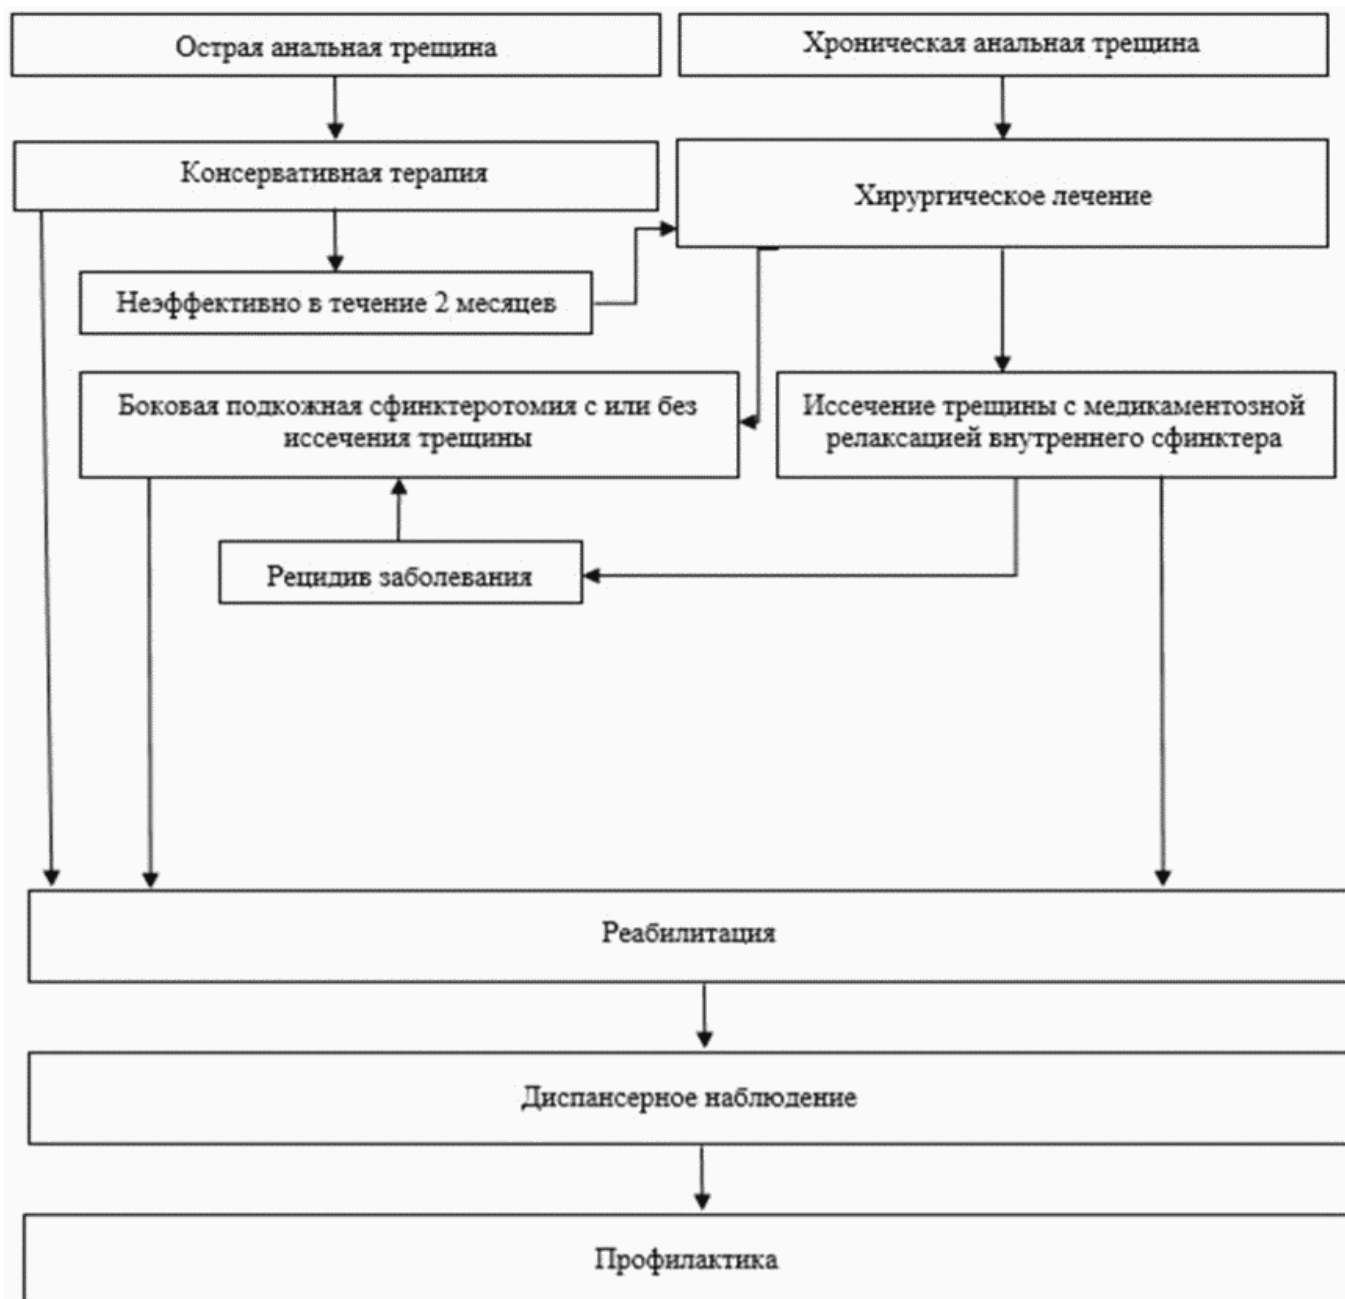 Острая анальная трещина
Хроническая анальная трещина
Консервативная терапия
Хирургическое лечение
Неэффективно в течение 2 месяцев
Боковая подкожная сфинктеротомия с или без
иссечения трещины
Иссечение трещины с медикаментозной
релаксацией внутреннего сфинктера
Рецидив заболевания
Реабилитация
Диспансерное наблюдение
Профилактика